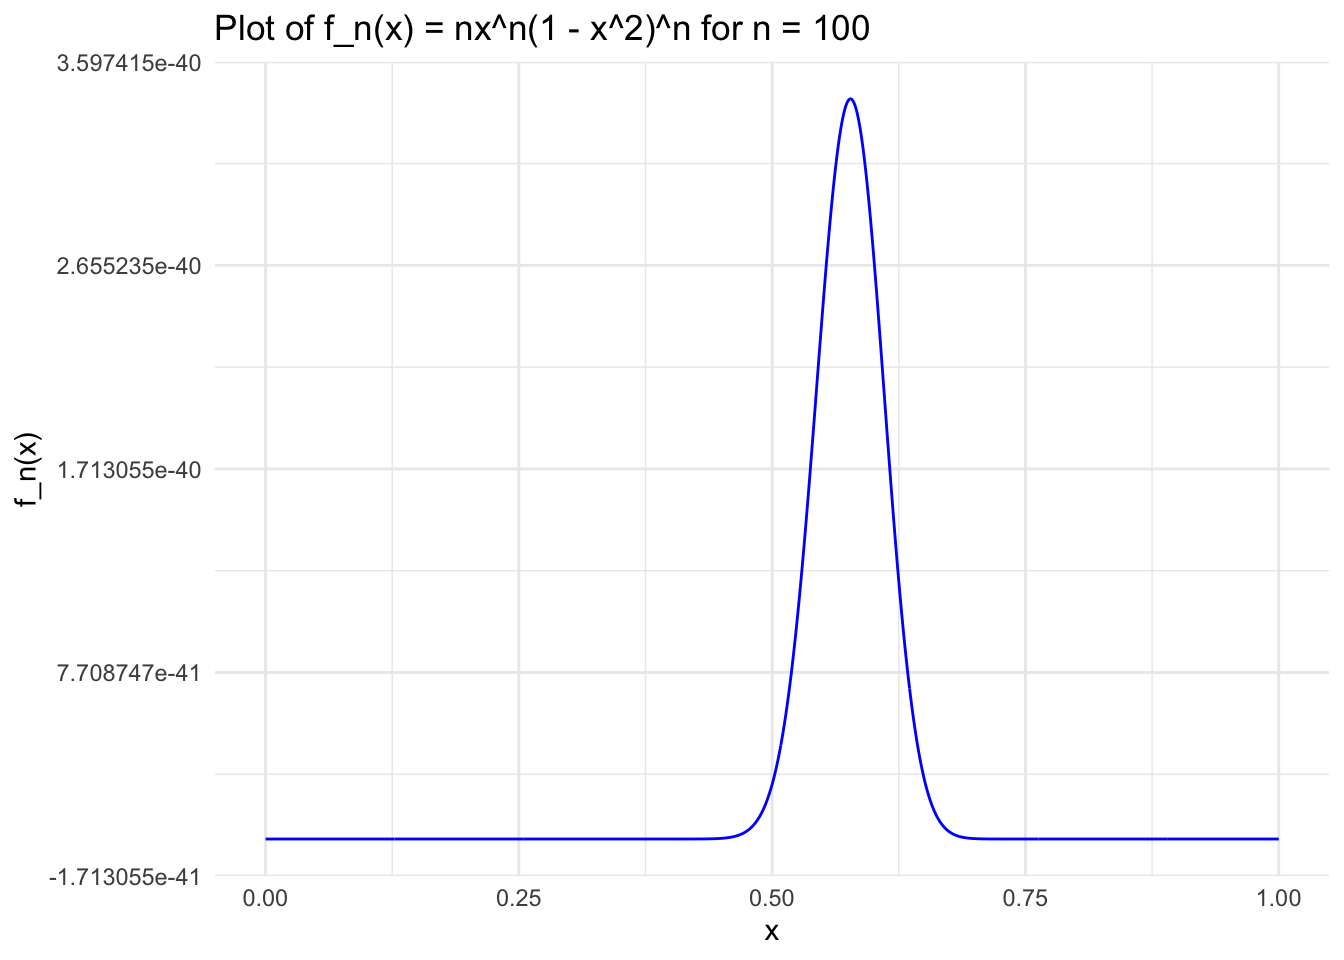 Plot of f_n(x) = nx^n(1 - x^2)^n for n = 100
3.597415e-40
2.655235e-40
1.713055e-40
7.708747e-41
-1.713055e-41
f_n(x)
0.00 0.25 0.50 0.75 1.00
x